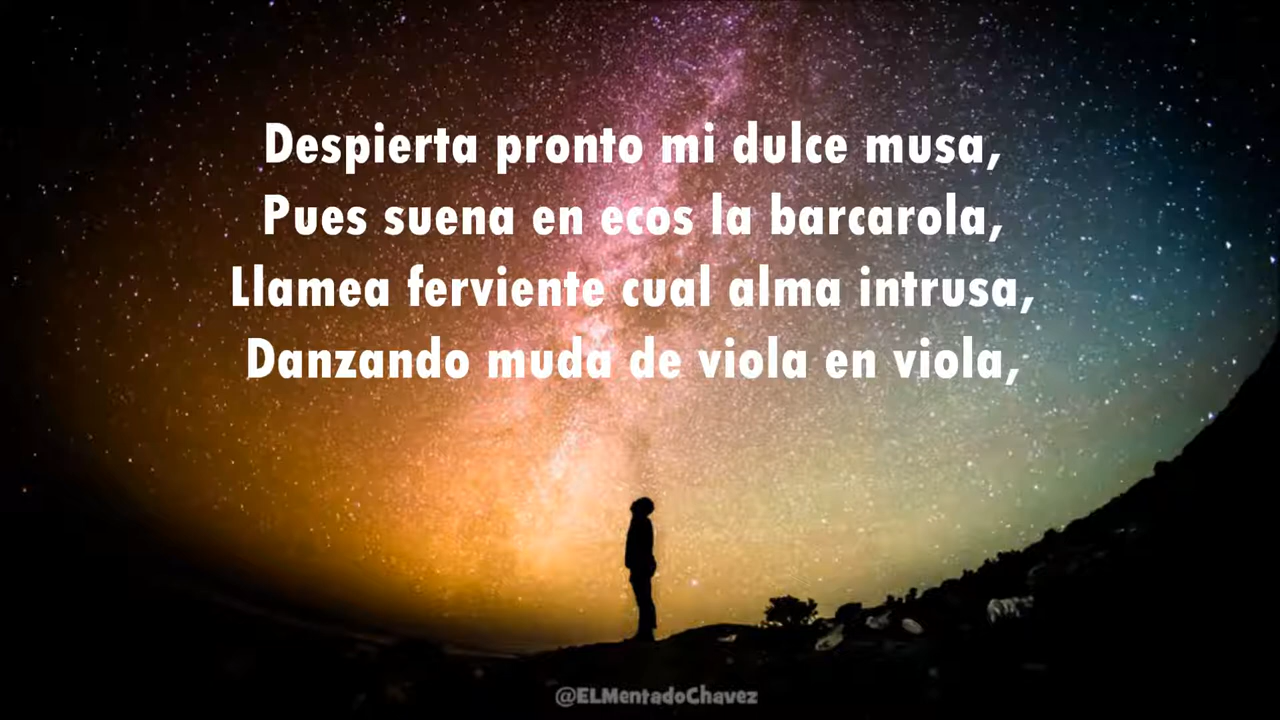 Despierta pronto mi dulce musa,
Pues suena en ecos la barcarola,
Llamea ferviente cual alma intrusa,
Danzando muda de viola en viola,
@ELMentadoChavez